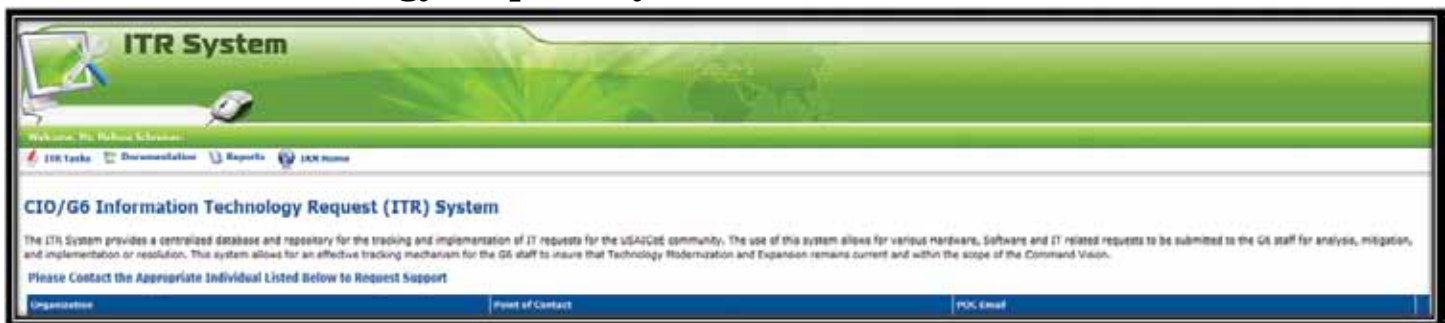 ITR System
Welcome, Ms.
ITR Tasks Documentation Reports IKM Home
CIO/G6 Information Technology Request (ITR) System
The ITR System provides a centralized database and repository for the tracking and implementation of IT requests for the USAICoE community. The use of this system allows for various Hardware, Software and IT related requests to be submitted to the G6 staff for analysis, mitigation,
and implementation or resolution. This system allows for an effective tracking mechanism for the G6 staff to insure that Technology Modernization and Expansion remains current and within the scope of the Command Vision.
Please Contact the Appropriate Individual Listed Below to Request Support
Organization Point of Contact POC Email